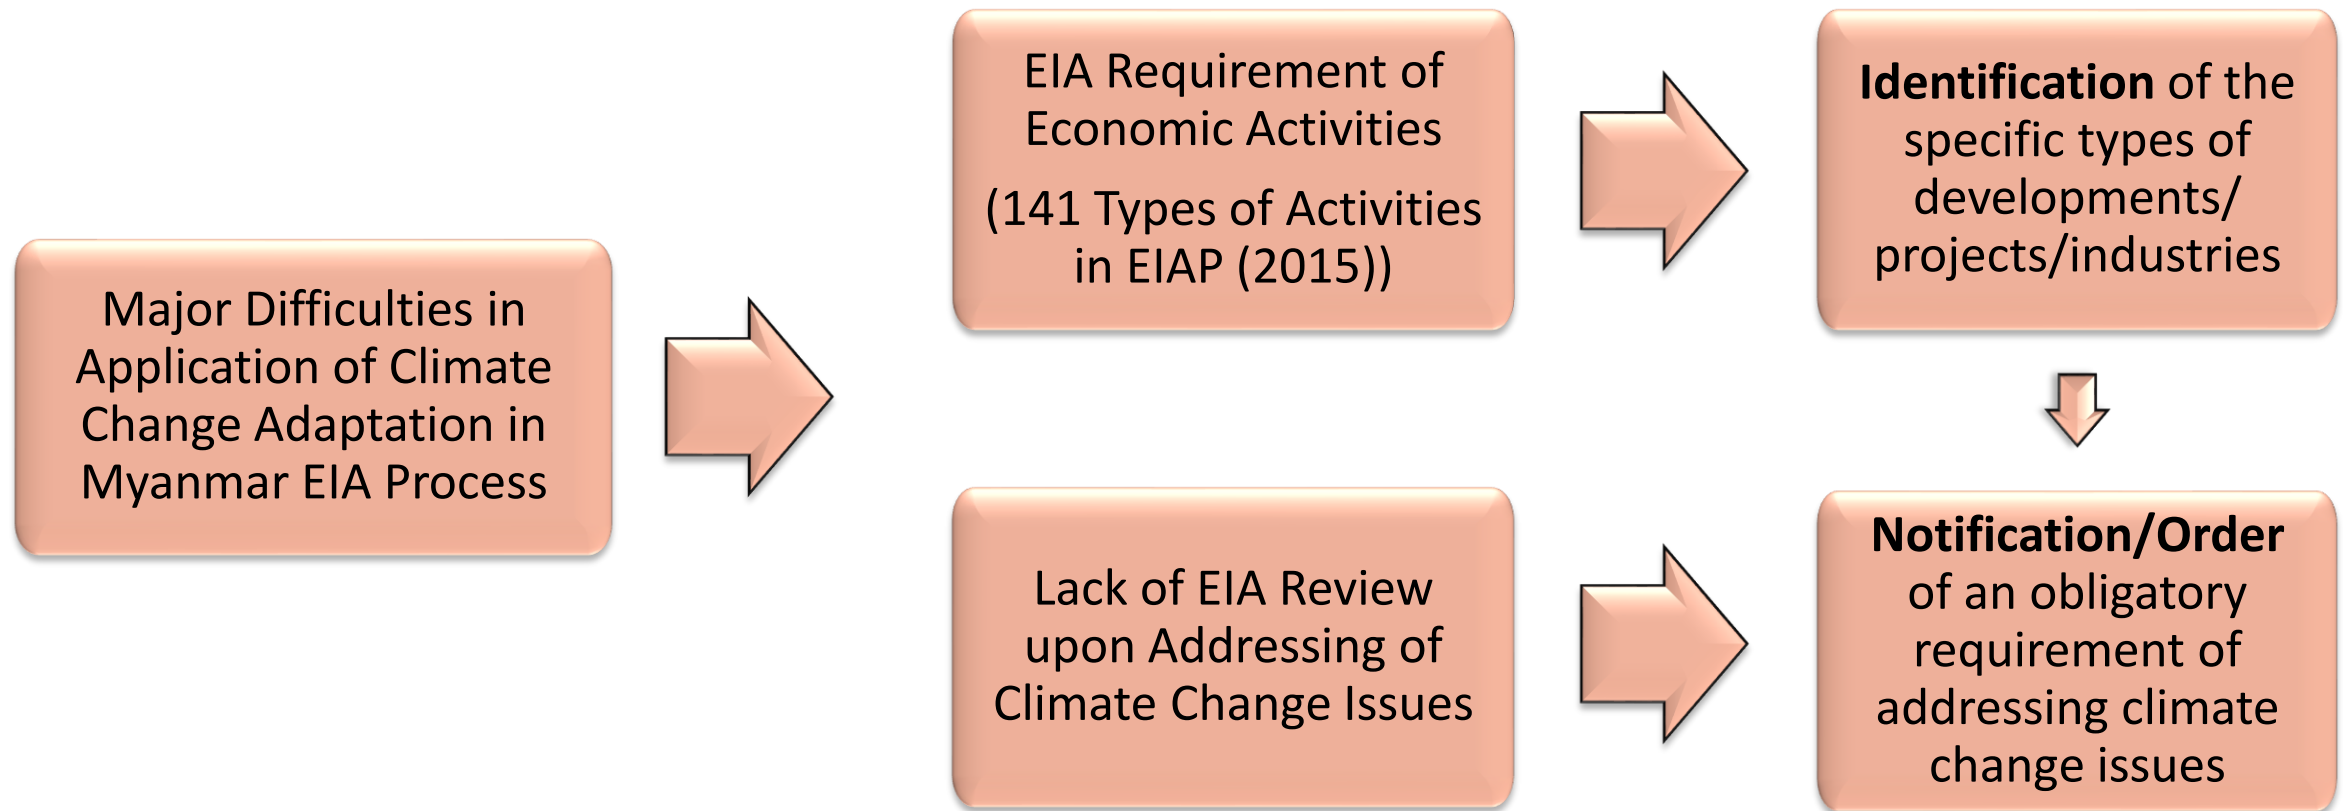 Major Difficulties in
Application of Climate
Change Adaptation in
Myanmar EIA Process
EIA Requirement of
Economic Activities
(141 Types of Activities
in EIAP (2015))
Identification of the
specific types of
developments/
projects/industries
Lack of EIA Review
upon Addressing of
Climate Change Issues
Notification/Order
of an obligatory
requirement of
addressing climate
change issues